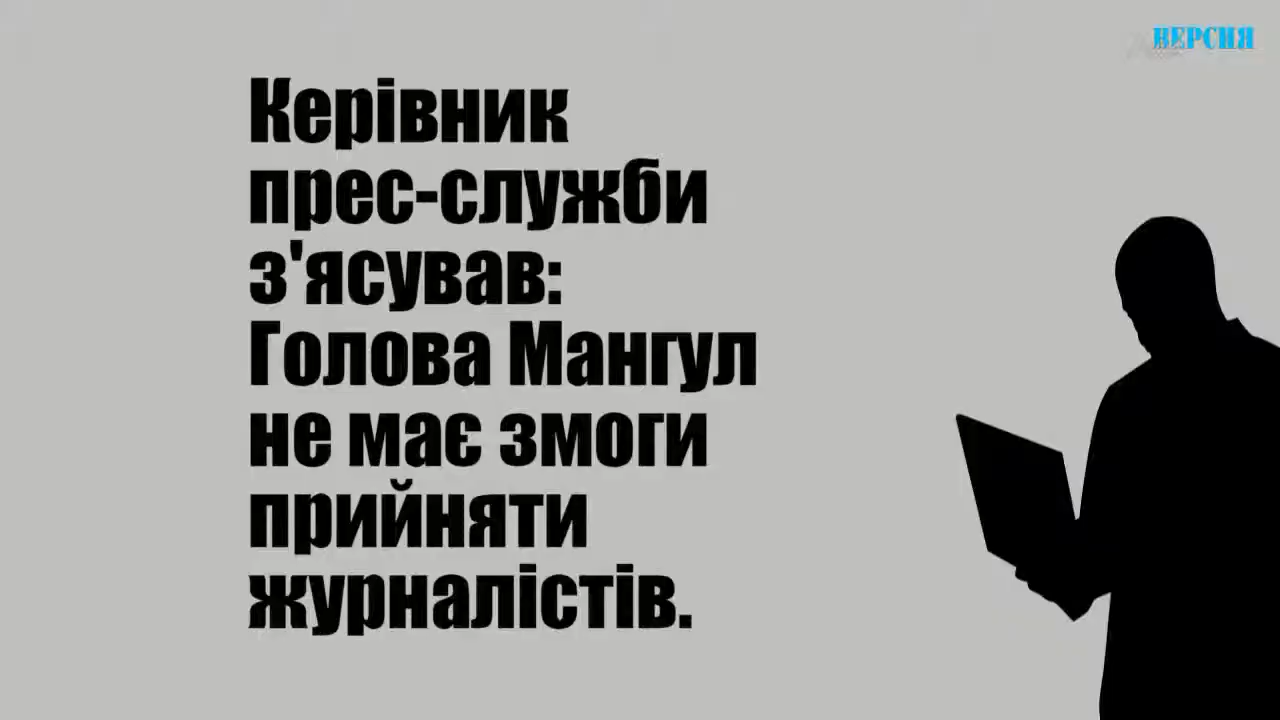 ВЕРСИЯ
Керівник
прес-служби
з'ясував:
Голова Мангул
не має змоги
прийняти
журналістів.